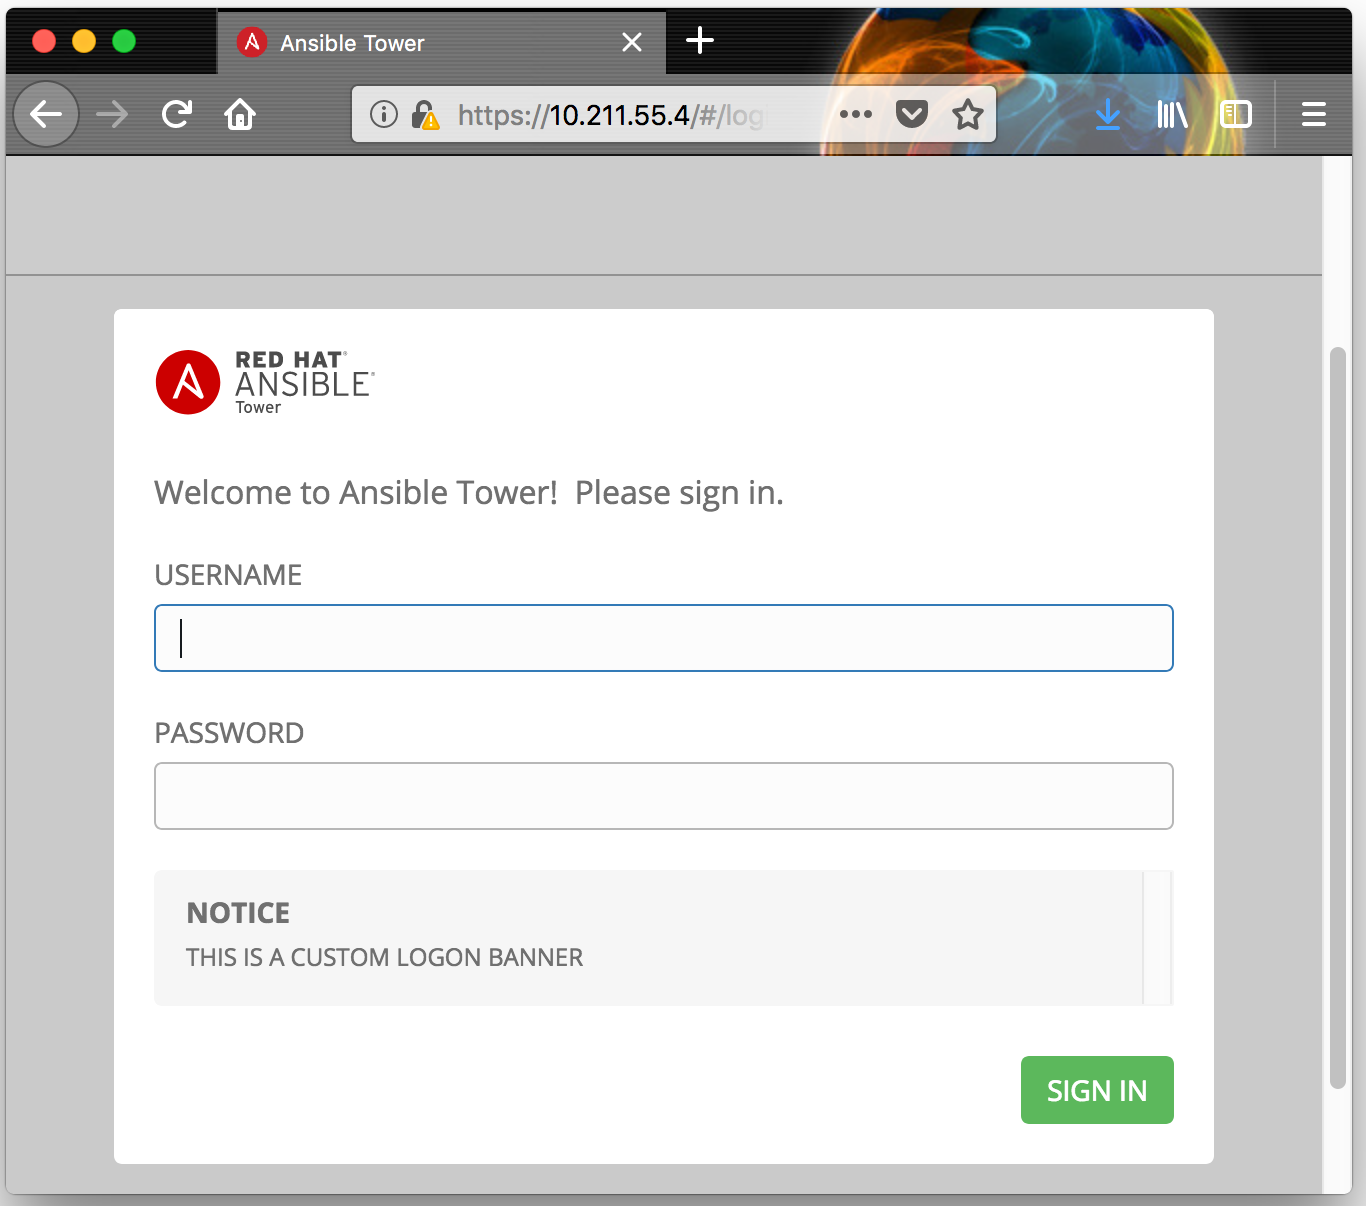 Ansible Tower
https://10.211.55.4/#/log
RED HAT
ANSIBLE
Tower
Welcome to Ansible Tower!  Please sign in.
USERNAME
PASSWORD
NOTICE
THIS IS A CUSTOM LOGON BANNER
SIGN IN